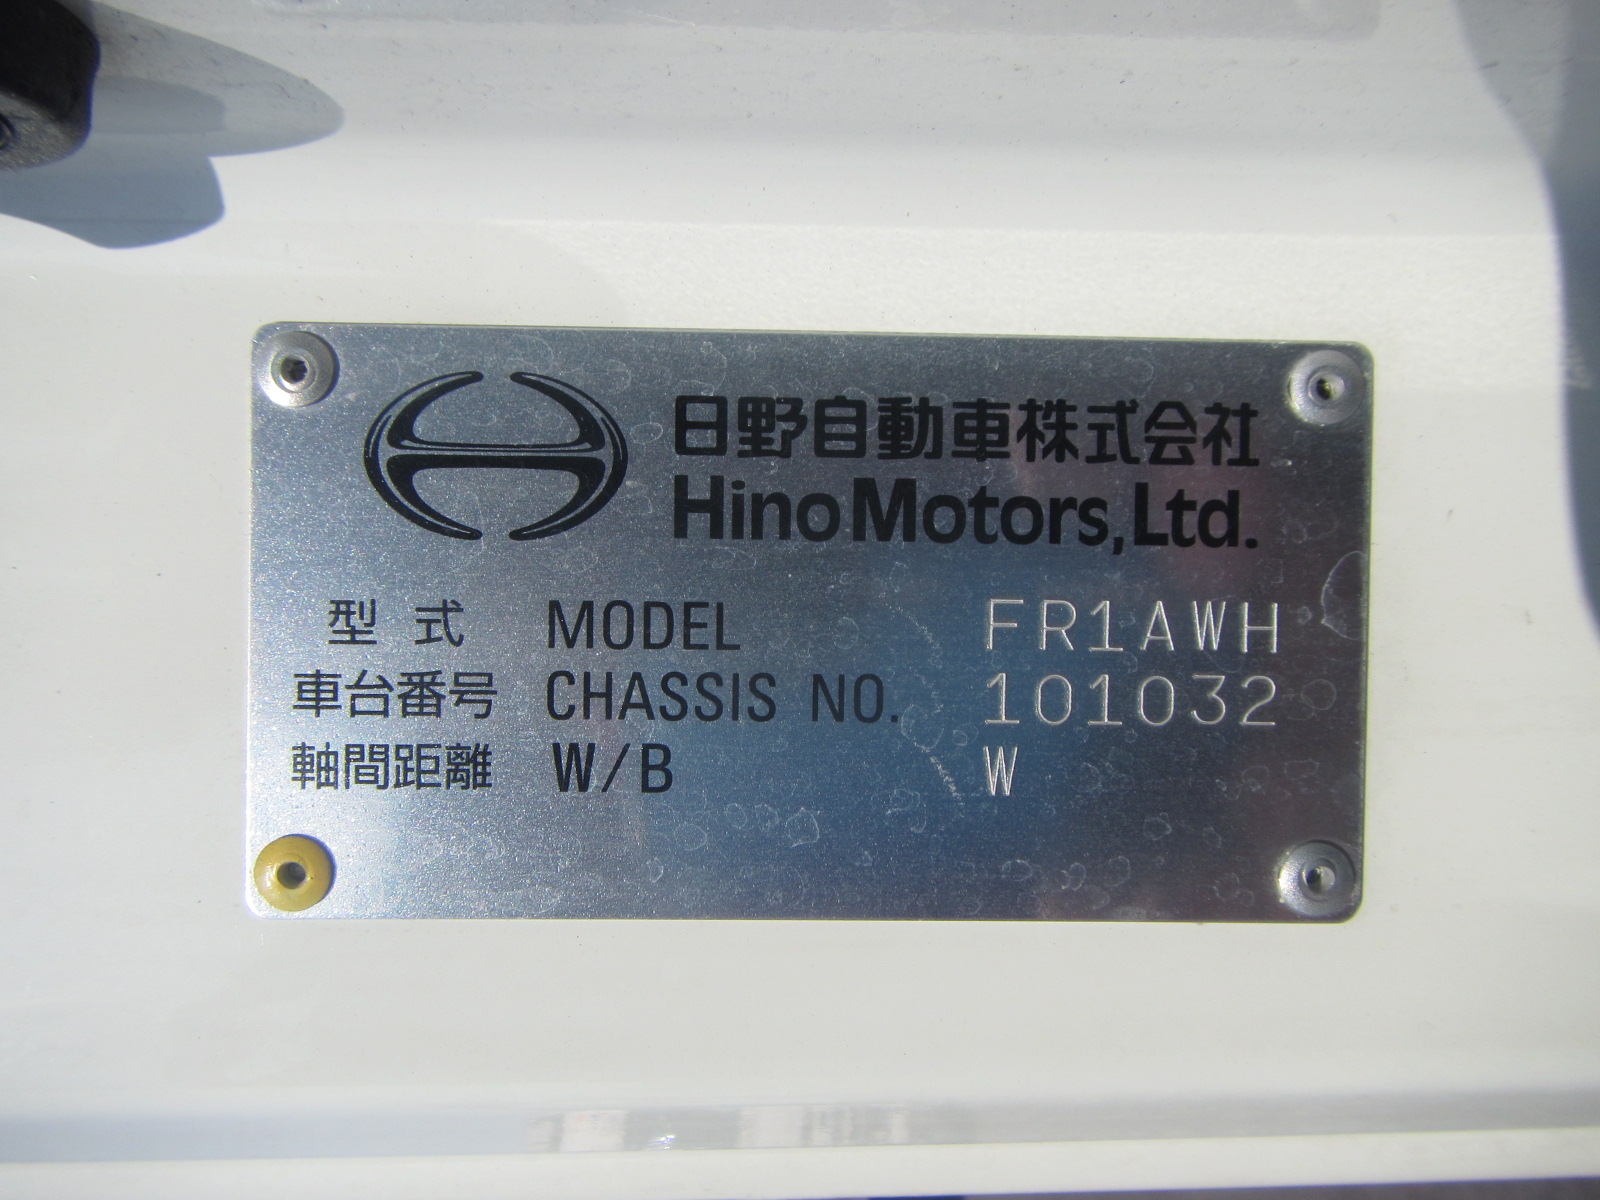 日野自動車株式会社
Hino Motors, Ltd.
型式 MODEL FR1AWH
車台番号 CHASSIS NO. 101032
軸間距離 W/B W